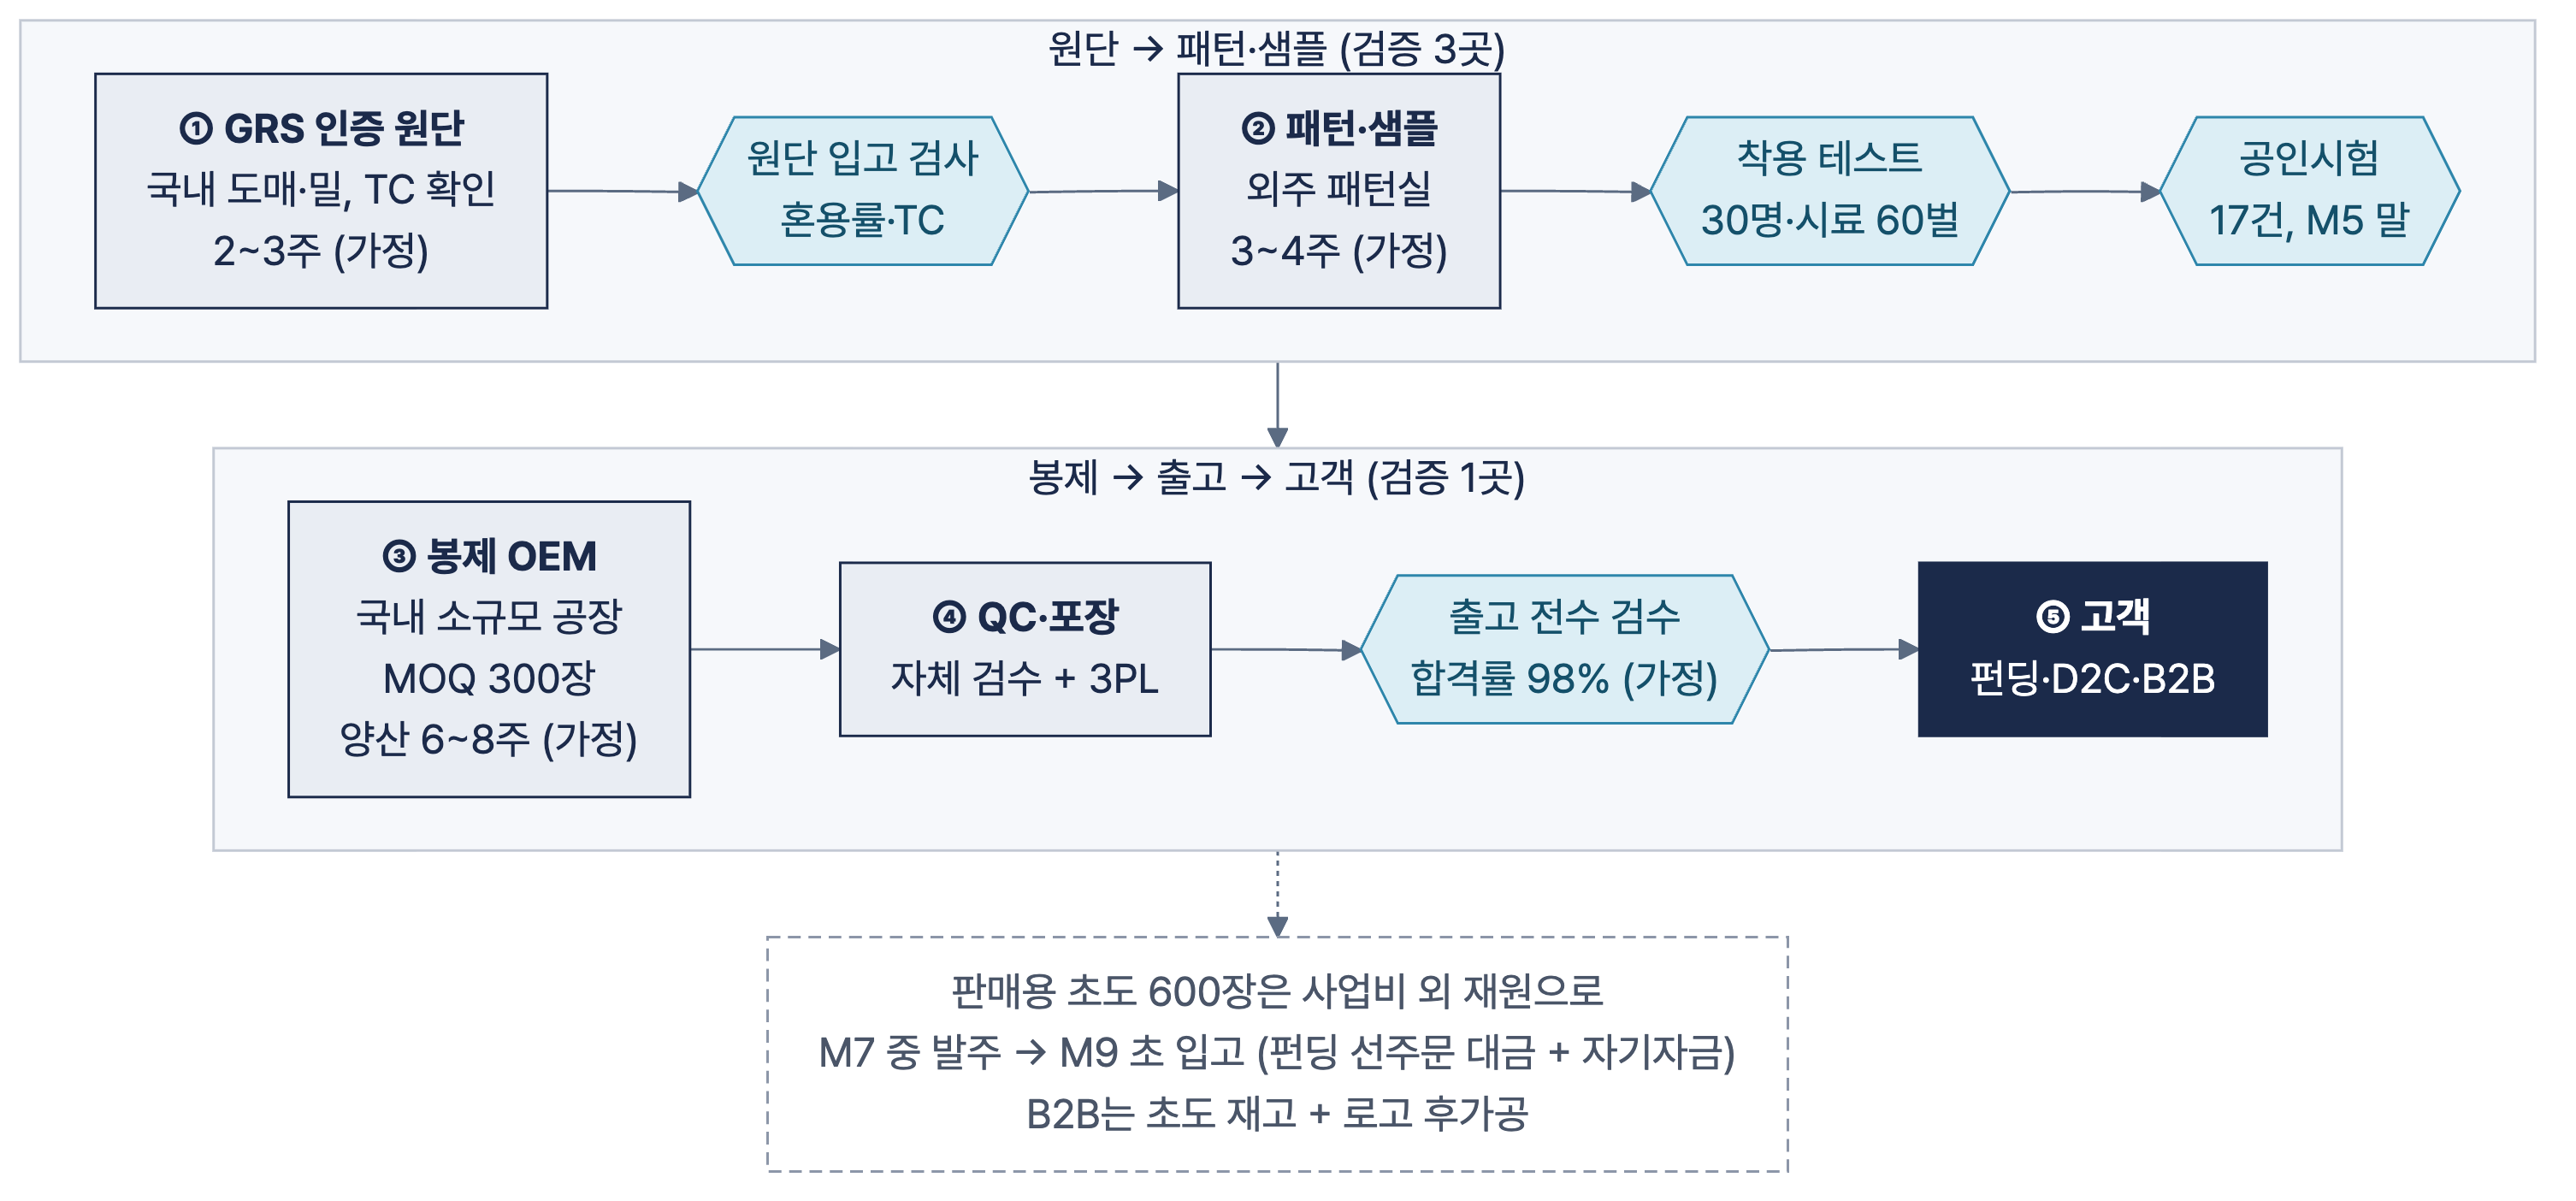 원단 → 패턴·샘플 (검증 3곳)
① GRS 인증 원단
국내 도매·밀, TC 확인
2~3주 (가정)
원단 입고 검사
혼용률·TC
② 패턴·샘플
외주 패턴실
3~4주 (가정)
착용 테스트
30명·시료 60벌
공인시험
17건, M5 말
봉제 → 출고 → 고객 (검증 1곳)
③ 봉제 OEM
국내 소규모 공장
MOQ 300장
양산 6~8주 (가정)
④ QC·포장
자체 검수 + 3PL
출고 전수 검수
합격률 98% (가정)
⑤ 고객
펀딩·D2C·B2B
판매용 초도 600장은 사업비 외 재원으로
M7 중 발주 → M9 초 입고 (펀딩 선주문 대금 + 자기자금)
B2B는 초도 재고 + 로고 후가공